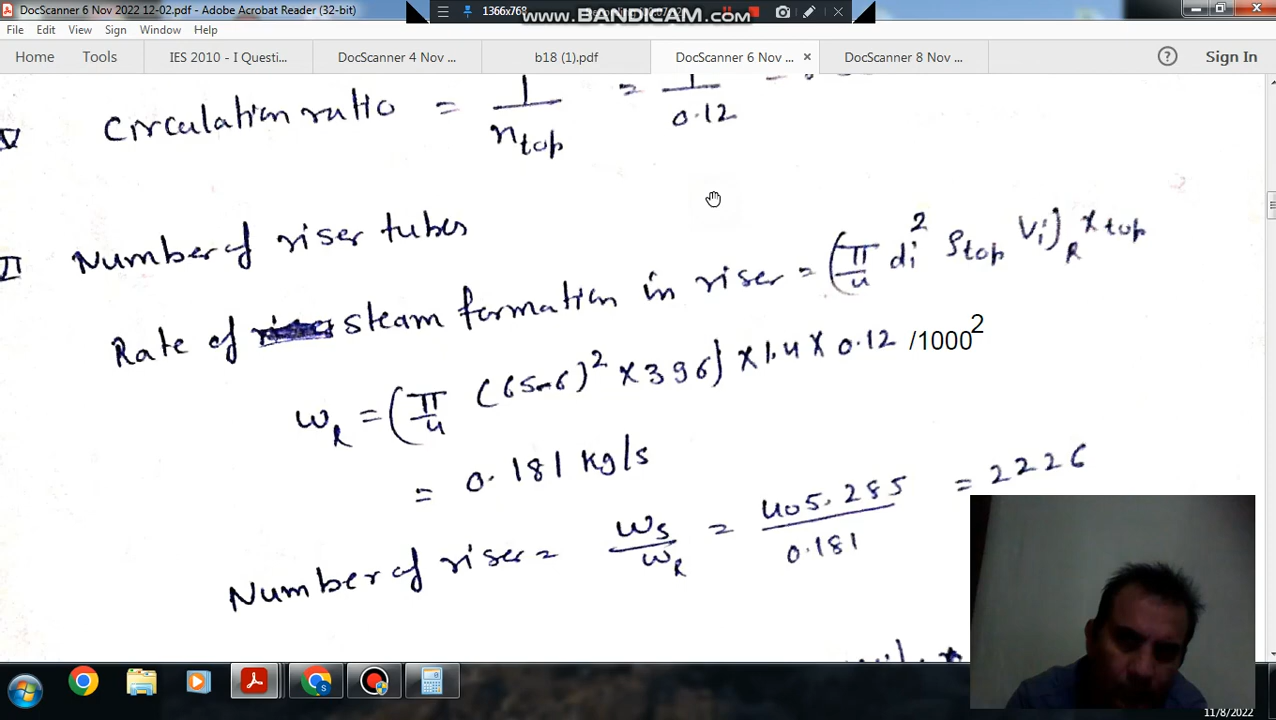 DocScanner 6 Nov 2022 12-02.pdf - Adobe Acrobat Reader (32-bit)
1366x768
www.BANDICAM.com
File Edit View Sign Window Help
Home Tools IES 2010 - I Questi... DocScanner 4 Nov ... b18 (1).pdf DocScanner 6 Nov ... × DocScanner 8 Nov ... Sign In
V Circulation ratio = 1/n top = 1/0.12 =
II Number of riser tubes
Rate of steam formation in riser = (π/4 di² ρtop Vi)R xtop
wR = (π/4 (65-6)² × 396) × 1.4 × 0.12 /1000²
= 0.181 kg/s
Number of riser = ws/wR = 405.285/0.181 = 2226
11/8/2022